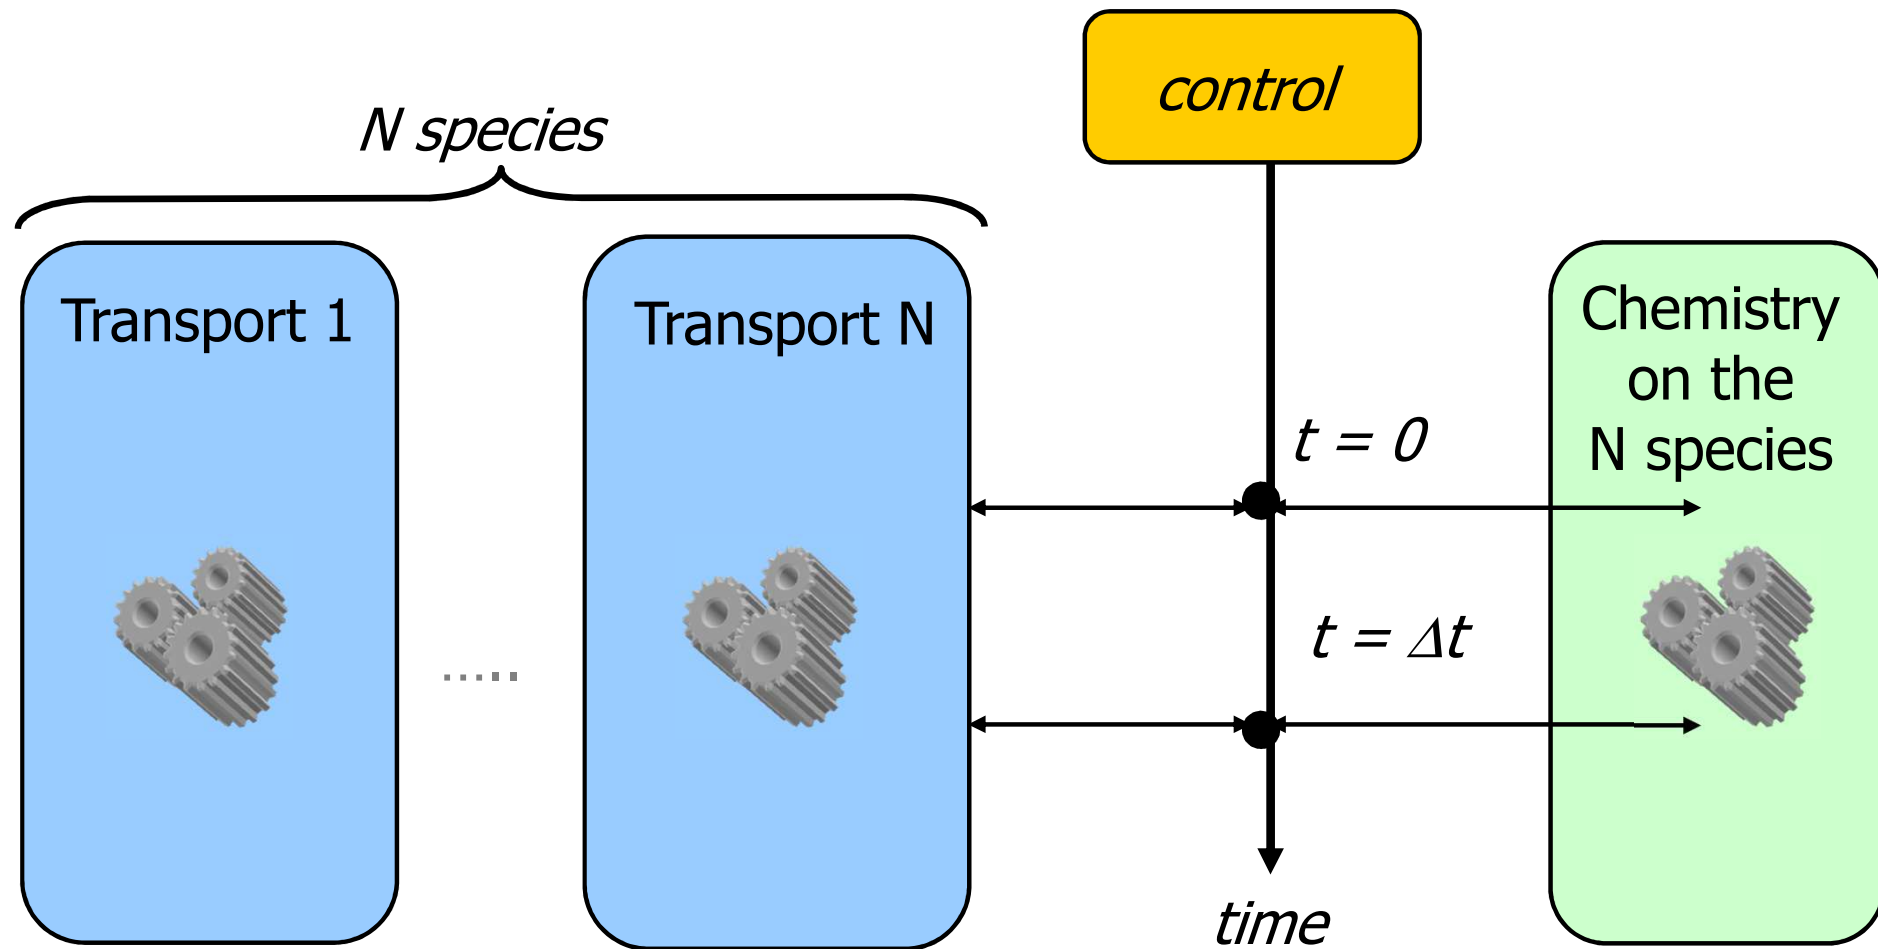 control
N species
Transport 1
Transport N
Chemistry
on the
N species
t = 0
.....
t = Δt
time